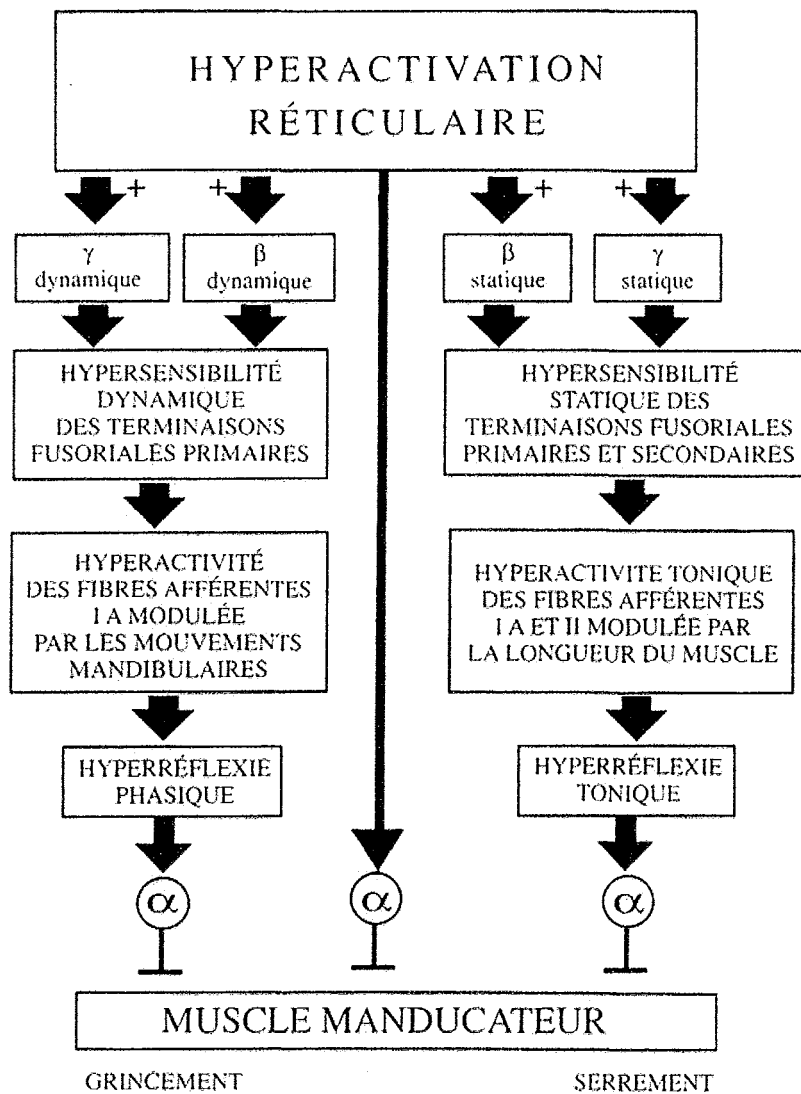 HYPERACTIVATION
RÉTICULAIRE
+ + + +
γ
dynamique
β
dynamique
β
statique
γ
statique
HYPERSENSIBILITÉ
DYNAMIQUE
DES TERMINAISONS
FUSORIALES PRIMAIRES
HYPERSENSIBILITÉ
STATIQUE DES
TERMINAISONS FUSORIALES
PRIMAIRES ET SECONDAIRES
HYPERACTIVITÉ
DES FIBRES AFFÉRENTES
I A MODULÉE
PAR LES MOUVEMENTS
MANDIBULAIRES
HYPERACTIVITE TONIQUE
DES FIBRES AFFÉRENTES
I A ET II MODULÉE PAR
LA LONGUEUR DU MUSCLE
HYPERRÉFLEXIE
PHASIQUE
HYPERRÉFLEXIE
TONIQUE
α
α
α
MUSCLE MANDUCATEUR
GRINCEMENT
SERREMENT